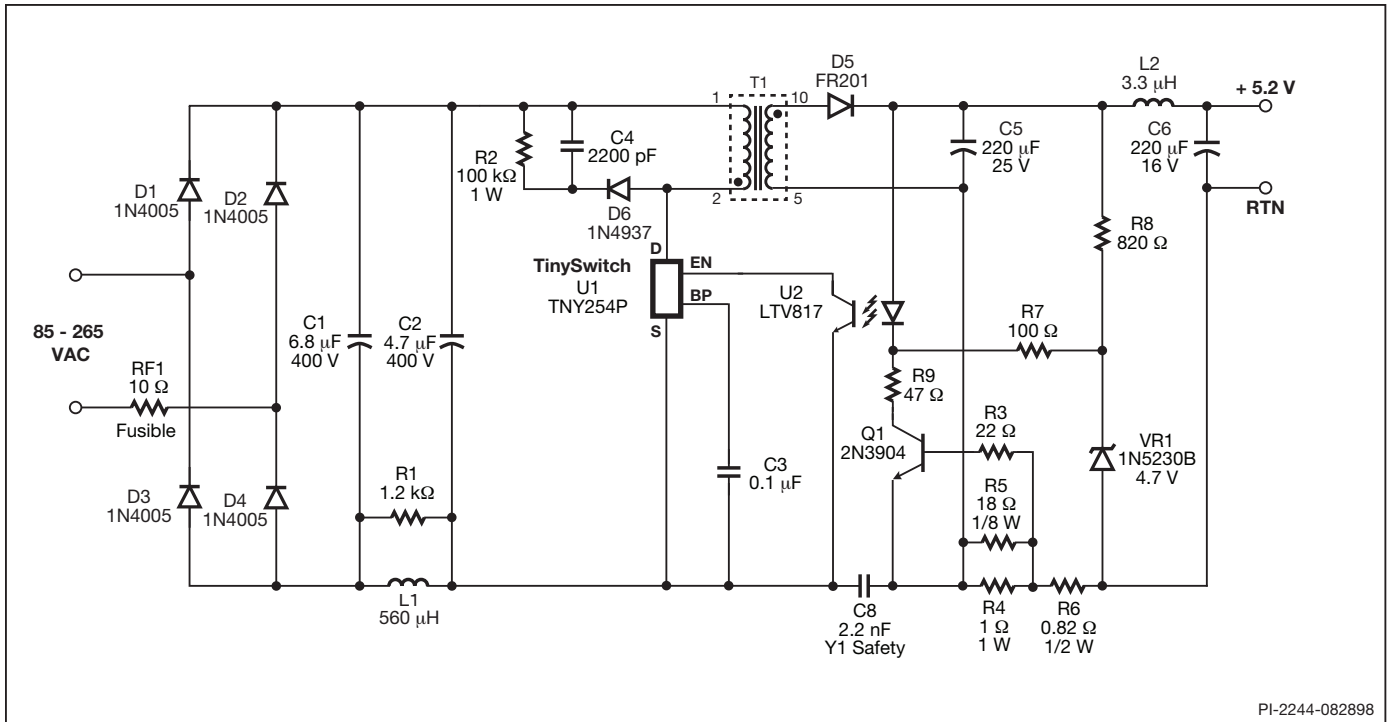 D5
FR201
L2
3.3 µH
+ 5.2 V
T1
1
10
2
5
C5
220 µF
25 V
C6
220 µF
16 V
RTN
R2
100 kΩ
1 W
C4
2200 pF
D1
1N4005
D2
1N4005
D6
1N4937
R8
820 Ω
TinySwitch
U1
TNY254P
D
EN
BP
S
U2
LTV817
R7
100 Ω
85 - 265
VAC
C1
6.8 µF
400 V
C2
4.7 µF
400 V
RF1
10 Ω
Fusible
R9
47 Ω
Q1
2N3904
R3
22 Ω
VR1
1N5230B
4.7 V
D3
1N4005
D4
1N4005
R1
1.2 kΩ
C3
0.1 µF
R5
18 Ω
1/8 W
L1
560 µH
C8
2.2 nF
Y1 Safety
R4
1 Ω
1 W
R6
0.82 Ω
1/2 W
PI-2244-082898